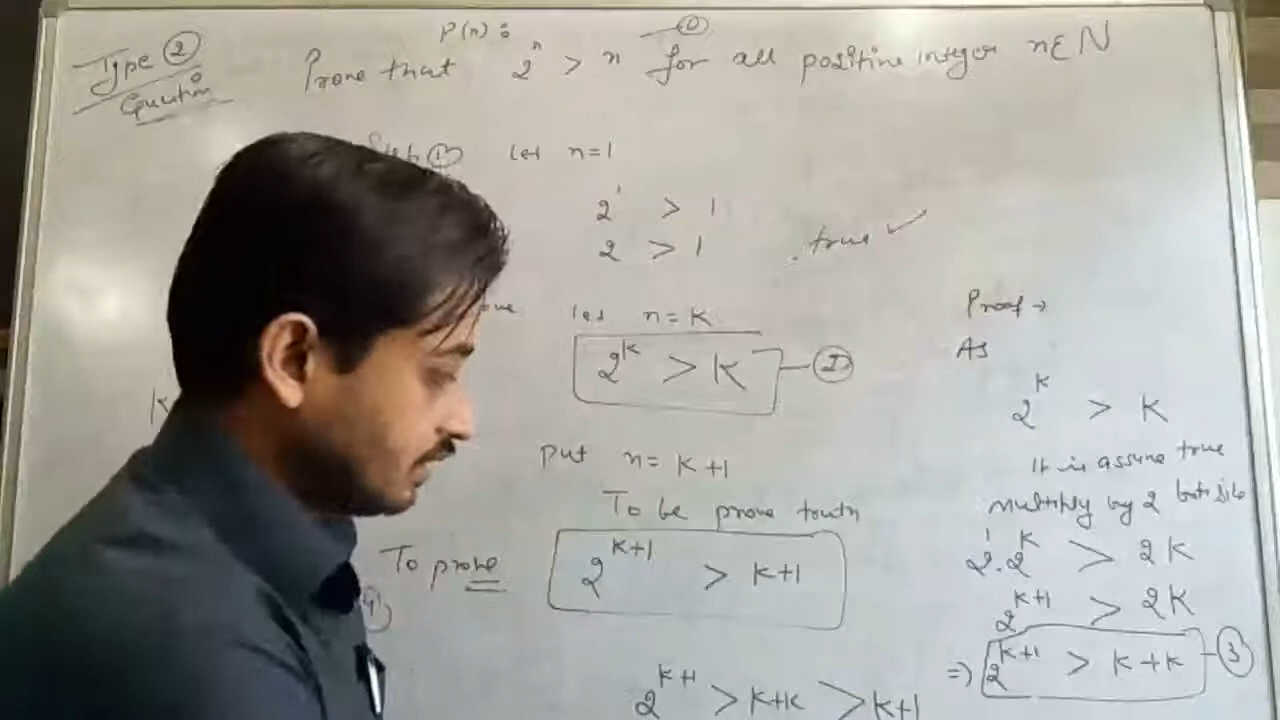 Type ②
Question
P(n) :
Prove that 2ⁿ > n —① for all positive integer n∈N
Step ① Let n=1
2¹ > 1
2 > 1 . true ✓
let n=K
2ᴷ > K —②
K
put n= K+1
To be prove
To prove 2ᴷ⁺¹ > K+1
2ᴷ⁺¹ > K+K > K+1
Proof →
As
2ᴷ > K
It is assume true
multiply by 2 both side
2¹.2ᴷ > 2K
2ᴷ⁺¹ > 2K
⇒) 2ᴷ⁺¹ > K+K —③